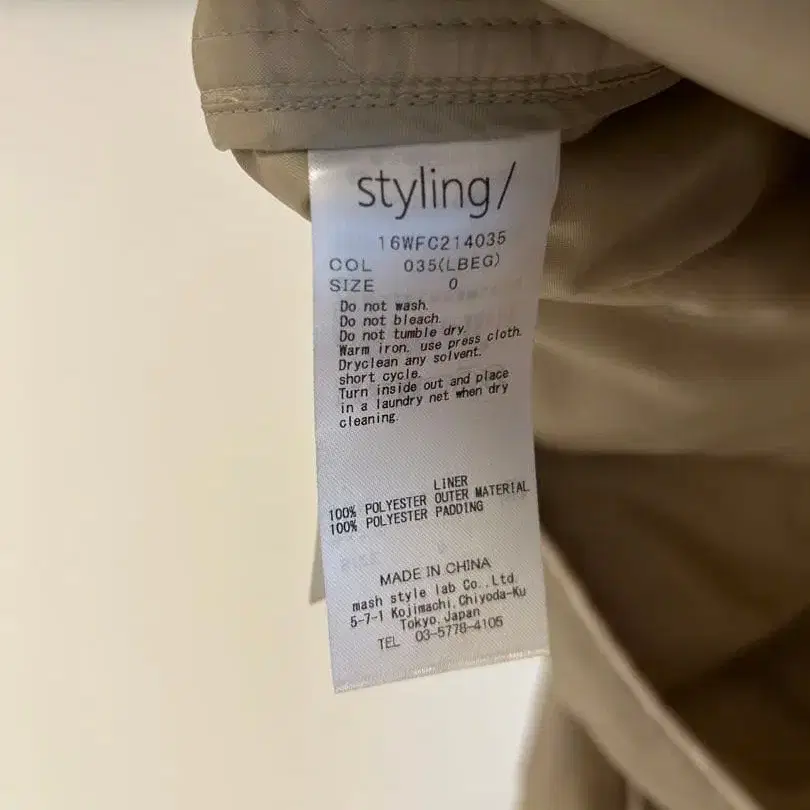 styling/
16WFC214035
COL 035(LBEG)
SIZE 0
Do not wash.
Do not bleach.
Do not tumble dry.
Warm iron. use press cloth.
Dryclean any solvent.
short cycle.
Turn inside out and place
in a laundry net when dry
cleaning.
LINER
100% POLYESTER OUTER MATERIAL
100% POLYESTER PADDING
MADE IN CHINA
mash style lab Co.,Ltd.
5-7-1 Kojimachi,Chiyoda-Ku
Tokyo,Japan
TEL 03-5778-4105